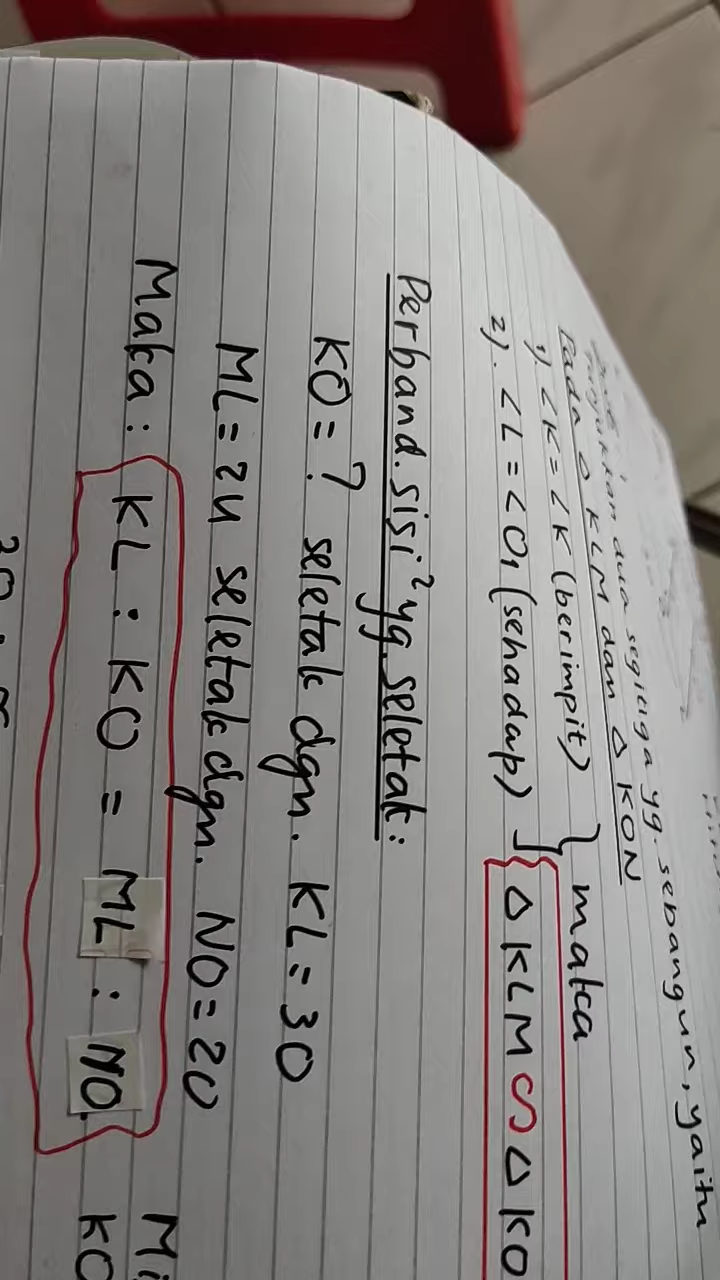 dua segitiga yg. sebangun, yaitu
Pada △ KLM dan △ KON
1) ∠K = ∠K (berimpit) } maka
2). ∠L = ∠O₁ (sehadap) } △ KLM ∽ △ KO
Perband. sisi² yg. seletak :
KO = ? seletak dgn. KL = 30
ML = 24 seletak dgn. NO = 20
Maka : KL : KO = ML : NO.
KO